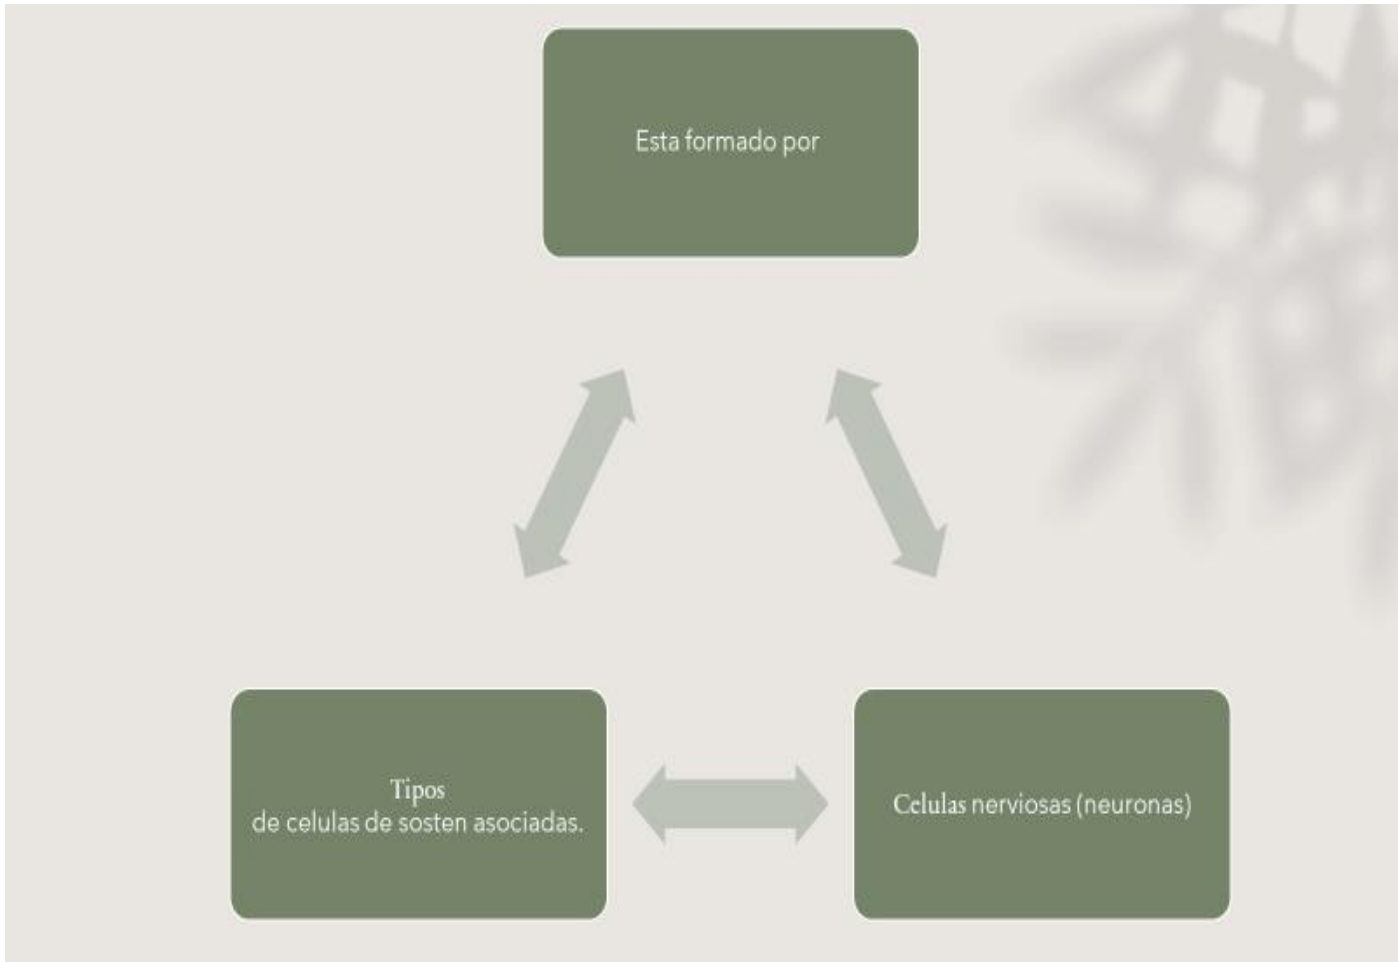 Esta formado por
Tipos
de celulas de sosten asociadas.
Celulas nerviosas (neuronas)